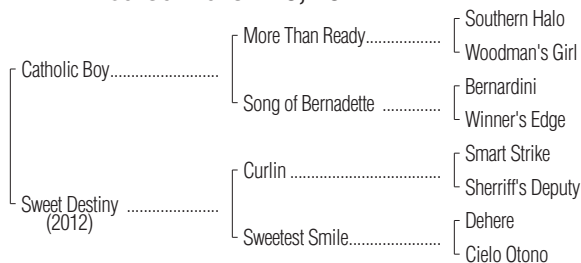 Southern Halo
More Than Ready
Woodman's Girl
Catholic Boy
Bernardini
Song of Bernadette
Winner's Edge
Smart Strike
Curlin
Sherriff's Deputy
Sweet Destiny
(2012)
Dehere
Sweetest Smile
Cielo Otono